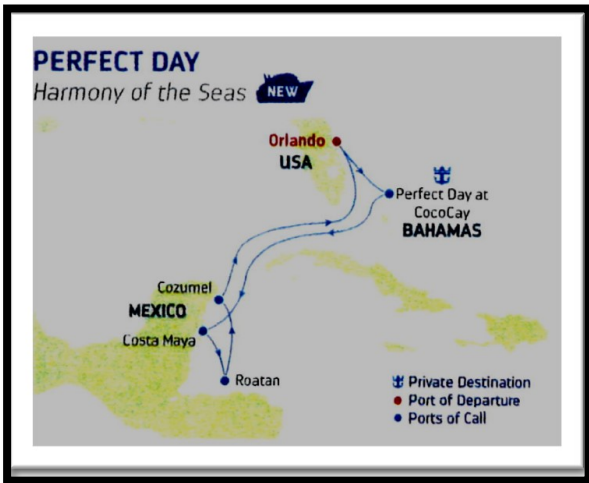 PERFECT DAY
Harmony of the Seas NEW
Orlando
USA
Perfect Day at
CocoCay
BAHAMAS
Cozumel
MEXICO
Costa Maya
Roatan
Private Destination
Port of Departure
Ports of Call